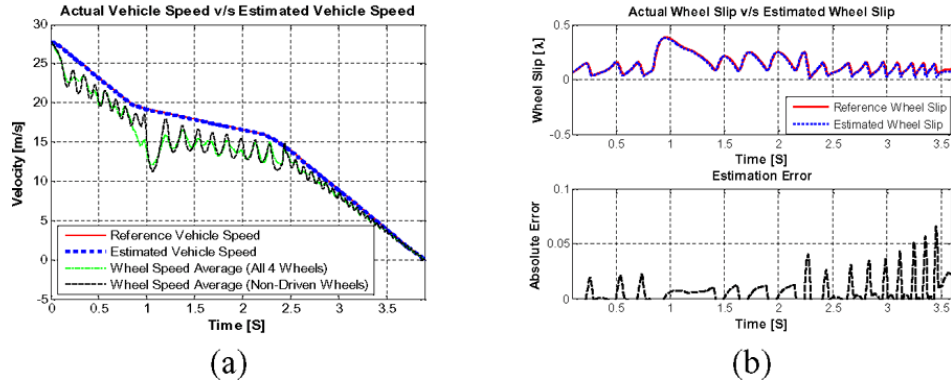 Actual Vehicle Speed v/s Estimated Vehicle Speed
30
25
20
15
10
5
0
-5
0 0.5 1 1.5 2 2.5 3 3.5
Velocity [m/s]
Time [S]
Reference Vehicle Speed
Estimated Vehicle Speed
Wheel Speed Average (All 4 Wheels)
Wheel Speed Average (Non-Driven Wheels)
(a)
Actual Wheel Slip v/s Estimated Wheel Slip
0.5
0
-0.5
0.5 1 1.5 2 2.5 3 3.5
Wheel Slip [λ]
Time [S]
Reference Wheel Slip
Estimated Wheel Slip
Estimation Error
0.1
0.05
0
0.5 1 1.5 2 2.5 3 3.5
Absolute Error
Time [S]
(b)